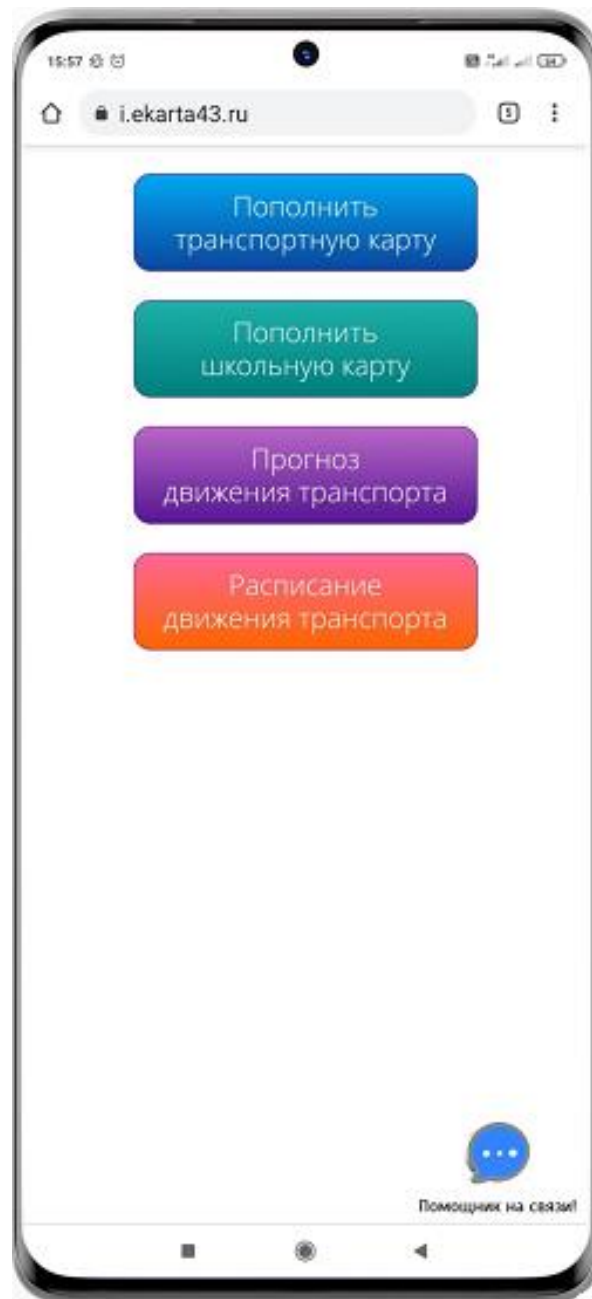 15:57
i.ekarta43.ru
5
Пополнить
транспортную карту
Пополнить
школьную карту
Прогноз
движения транспорта
Расписание
движения транспорта
Помощник на связи!